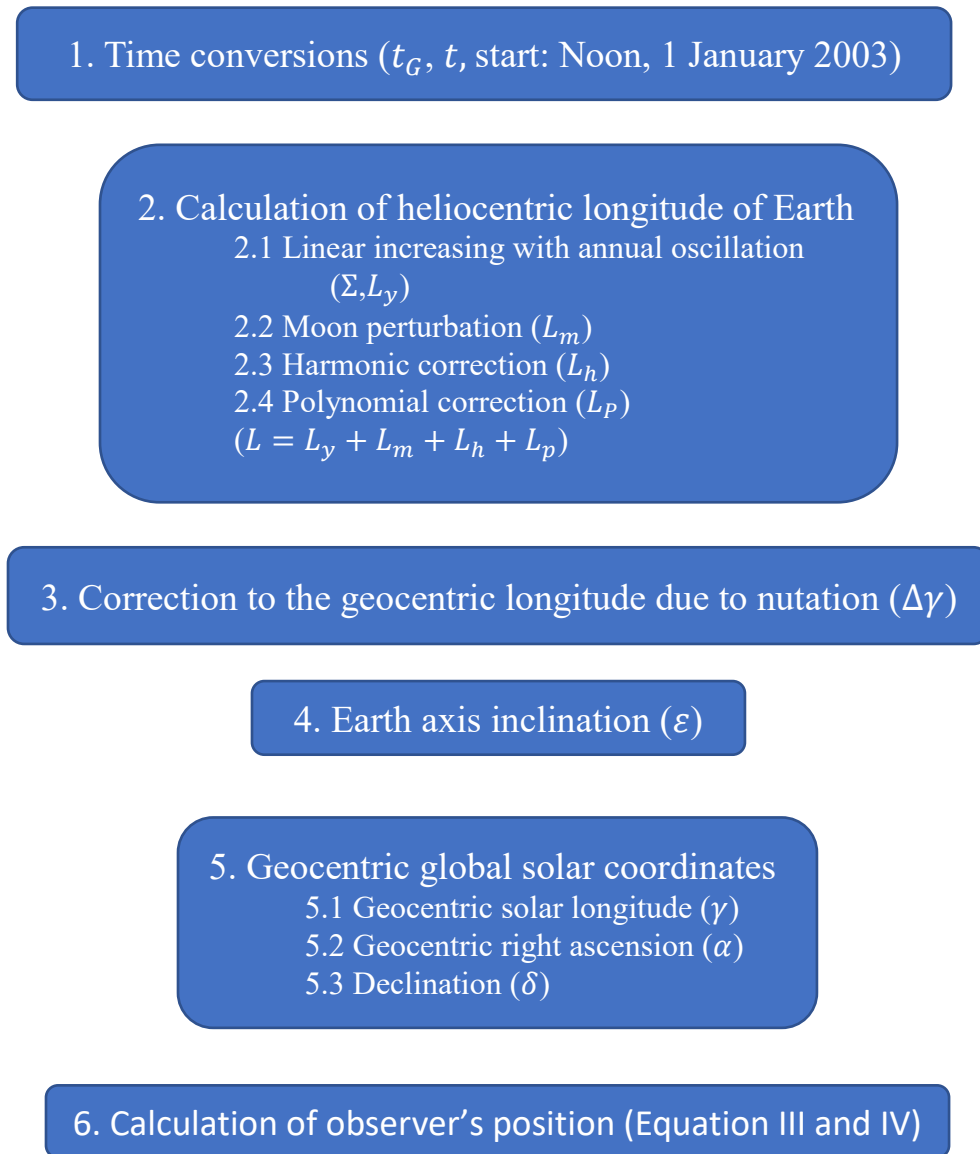 1. Time conversions (t_G, t, start: Noon, 1 January 2003)
2. Calculation of heliocentric longitude of Earth
2.1 Linear increasing with annual oscillation
(Σ,L_y)
2.2 Moon perturbation (L_m)
2.3 Harmonic correction (L_h)
2.4 Polynomial correction (L_P)
(L = L_y + L_m + L_h + L_p)
3. Correction to the geocentric longitude due to nutation (Δγ)
4. Earth axis inclination (ε)
5. Geocentric global solar coordinates
5.1 Geocentric solar longitude (γ)
5.2 Geocentric right ascension (α)
5.3 Declination (δ)
6. Calculation of observer’s position (Equation III and IV)